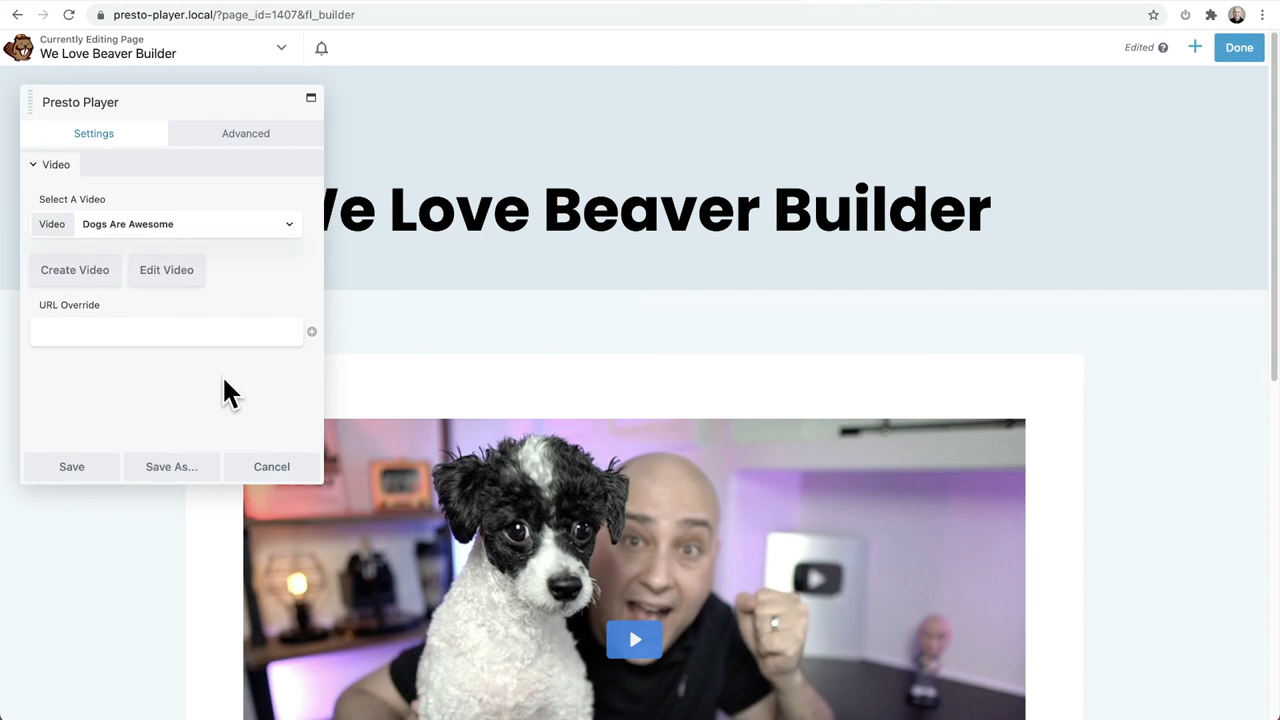 presto-player.local/?page_id=1407&fl_builder
Currently Editing Page
We Love Beaver Builder
Edited
Done
Presto Player
Settings
Advanced
Video
Select A Video
Video
Dogs Are Awesome
Create Video
Edit Video
URL Override
Save
Save As...
Cancel
We Love Beaver Builder